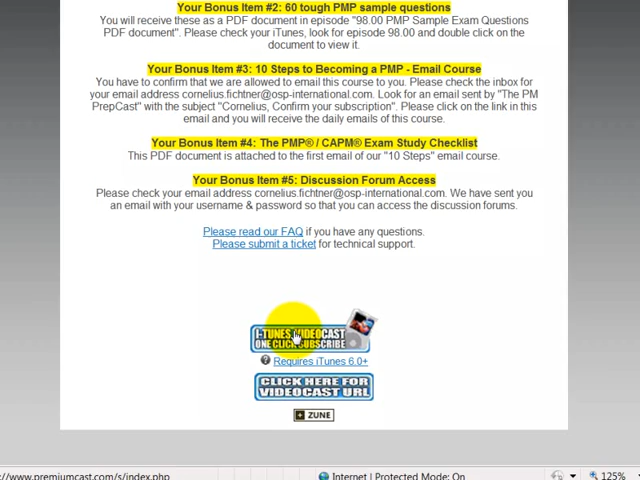 Your Bonus Item #2: 60 tough PMP sample questions
You will receive these as a PDF document in episode "98.00 PMP Sample Exam Questions
PDF document". Please check your iTunes, look for episode 98.00 and double click on the
document to view it.
Your Bonus Item #3: 10 Steps to Becoming a PMP - Email Course
You have to confirm that we are allowed to email this course to you. Please check the inbox for
your email address cornelius.fichtner@osp-international.com. Look for an email sent by "The PM
PrepCast" with the subject "Cornelius, Confirm your subscription". Please click on the link in this
email and you will receive the daily emails of this course.
Your Bonus Item #4: The PMP® / CAPM® Exam Study Checklist
This PDF document is attached to the first email of our "10 Steps" email course.
Your Bonus Item #5: Discussion Forum Access
Please check your email address cornelius.fichtner@osp-international.com. We have sent you
an email with your username & password so that you can access the discussion forums.
Please read our FAQ if you have any questions.
Please submit a ticket for technical support.
I-TUNES VIDEOCAST
ONE CLICK SUBSCRIBE
Requires iTunes 6.0+
CLICK HERE FOR
VIDEOCAST URL
+ ZUNE
//www.premiumcast.com/s/index.php Internet | Protected Mode: On 125%